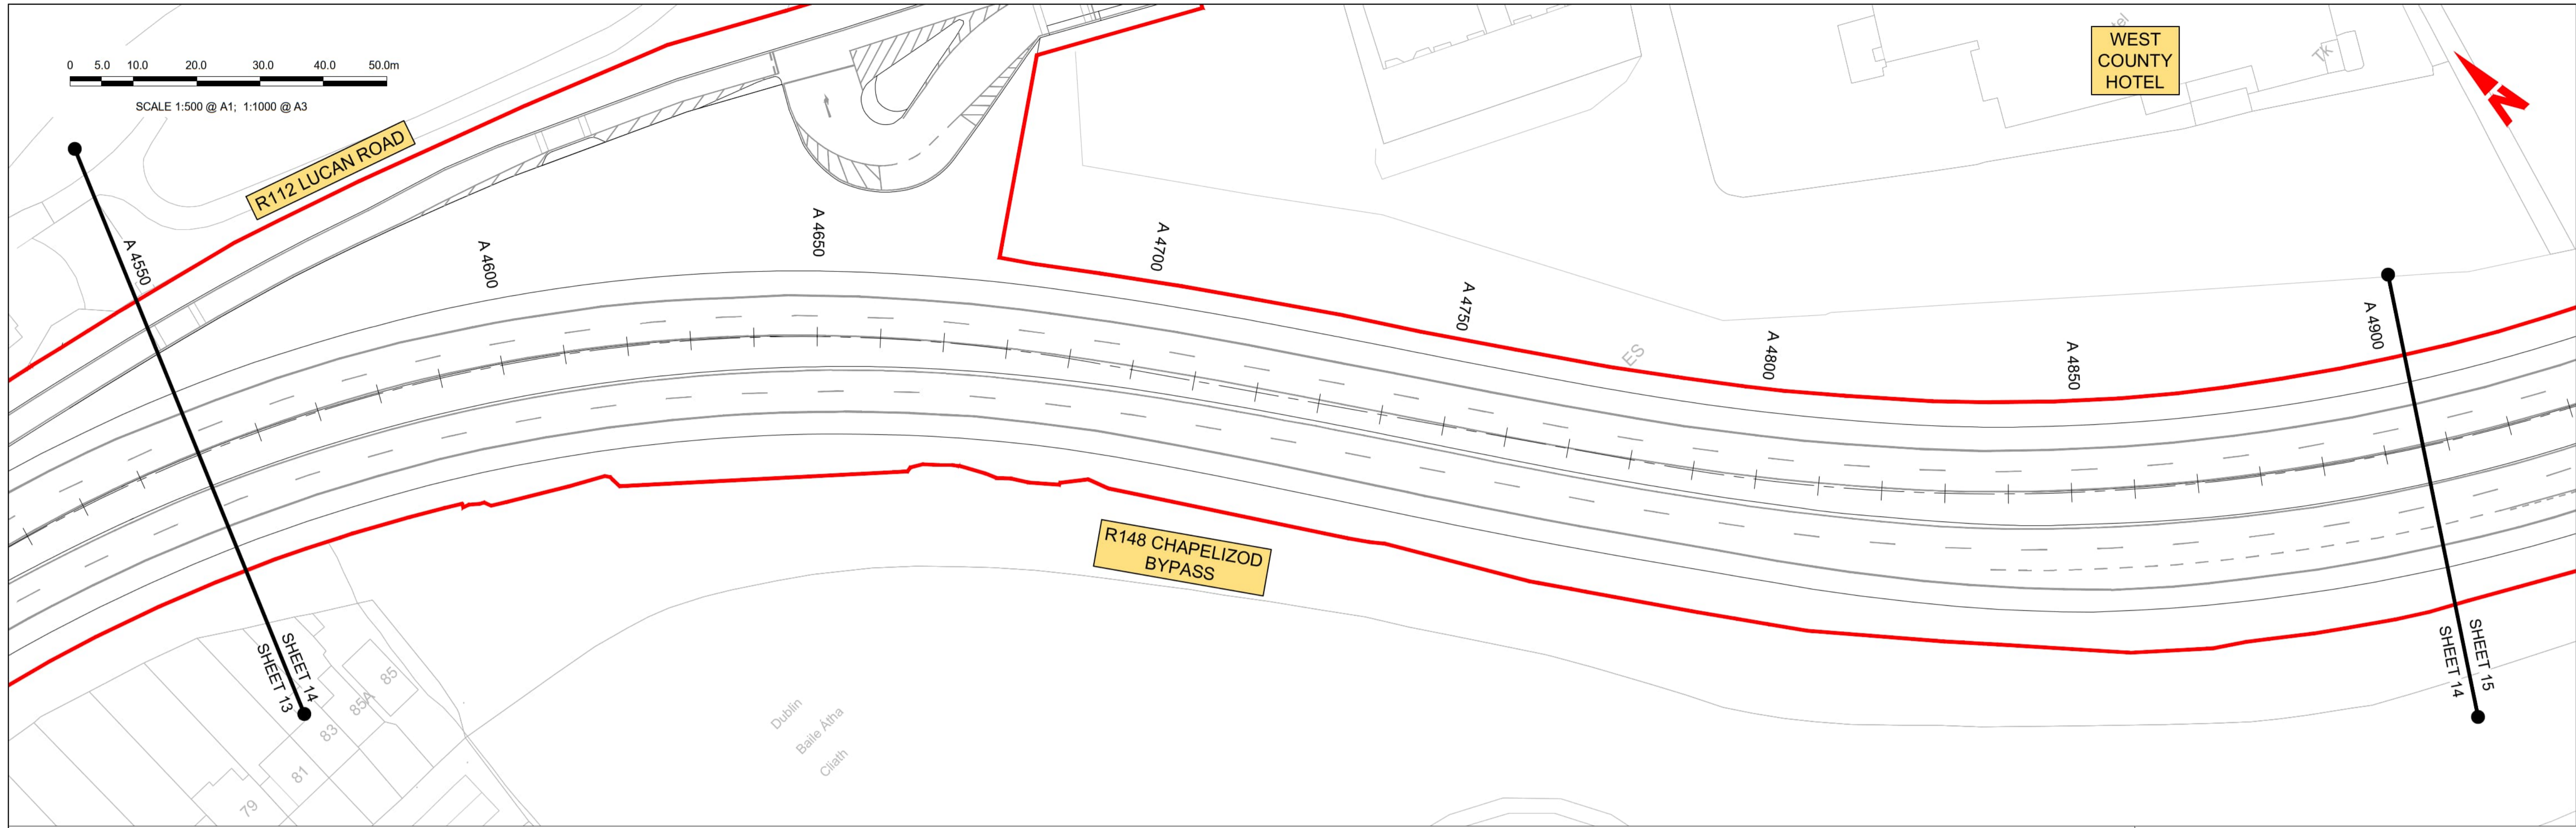 0 5.0 10.0 20.0 30.0 40.0 50.0m
SCALE 1:500 @ A1; 1:1000 @ A3
R112 LUCAN ROAD
WEST
COUNTY
HOTEL
tel
Tk
N
A 4550
A 4600
A 4650
A 4700
A 4750
A 4800
A 4850
A 4900
ES
R148 CHAPELIZOD
BYPASS
SHEET 14
SHEET 13
SHEET 15
SHEET 14
85
85A
83
81
79
Dublin
Baile Átha
Cliath